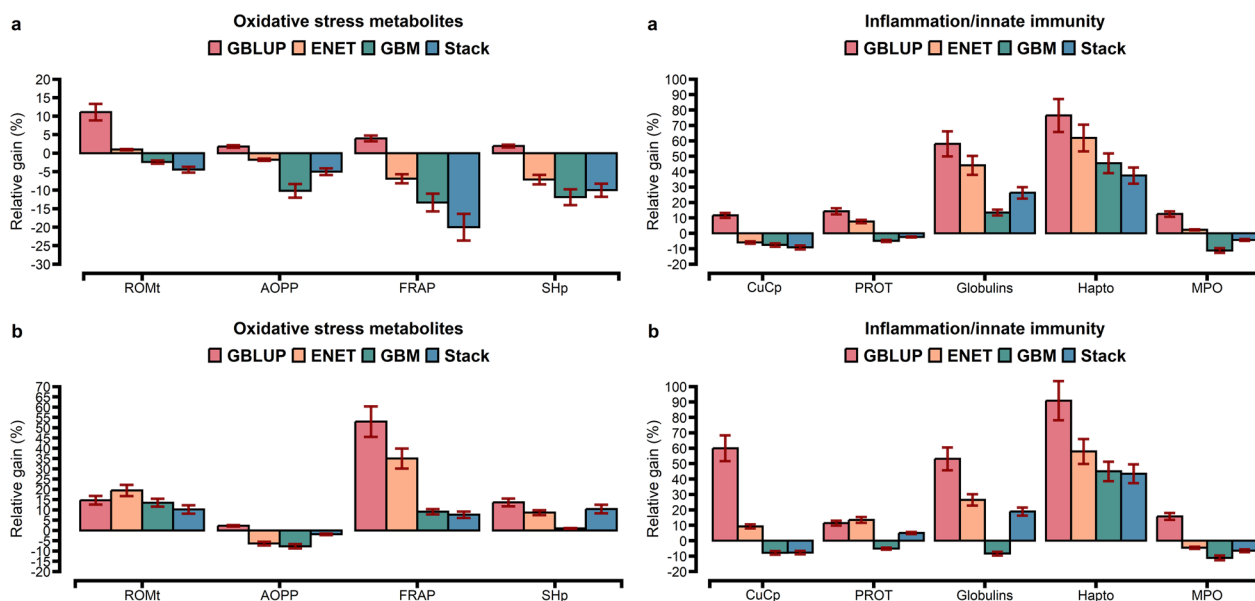 a
Oxidative stress metabolites
GBLUP ENET GBM Stack
Relative gain (%)
20
15
10
5
0
-5
-10
-15
-20
-25
-30
ROMt AOPP FRAP SHp
a
Inflammation/innate immunity
GBLUP ENET GBM Stack
Relative gain (%)
100
90
80
70
60
50
40
30
20
10
0
-10
-20
CuCp PROT Globulins Hapto MPO
b
Oxidative stress metabolites
GBLUP ENET GBM Stack
Relative gain (%)
70
65
60
55
50
45
40
35
30
25
20
15
10
5
0
-5
-10
-15
-20
ROMt AOPP FRAP SHp
b
Inflammation/innate immunity
GBLUP ENET GBM Stack
Relative gain (%)
100
90
80
70
60
50
40
30
20
10
0
-10
-20
CuCp PROT Globulins Hapto MPO